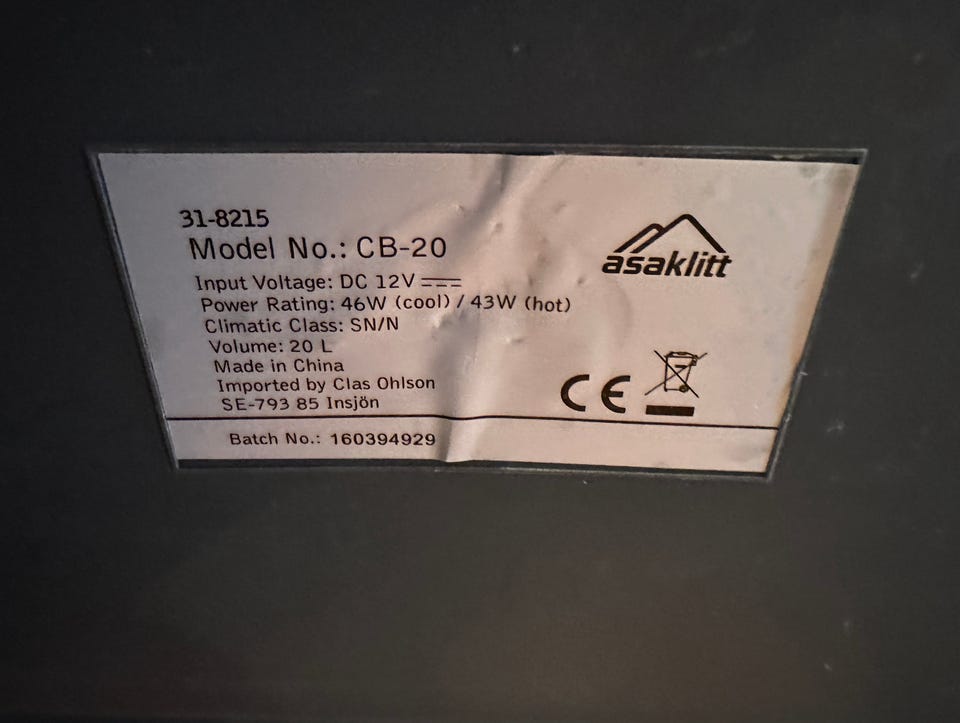 31-8215
Model No.: CB-20
asaklitt
Input Voltage: DC 12V
Power Rating: 46W (cool) / 43W (hot)
Climatic Class: SN/N
Volume: 20 L
Made in China
Imported by Clas Ohlson
SE-793 85 Insjön
CE
Batch No.: 160394929